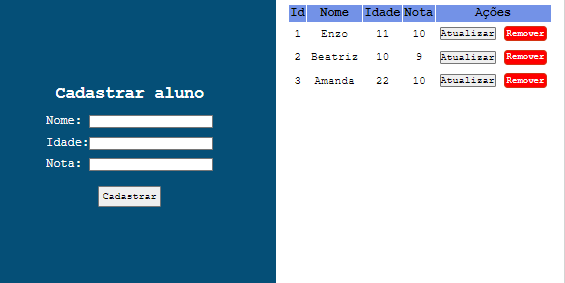 Cadastrar aluno
Nome:
Idade:
Nota:
Cadastrar
Id Nome Idade Nota Ações
1 Enzo 11 10 Atualizar Remover
2 Beatriz 10 9 Atualizar Remover
3 Amanda 22 10 Atualizar Remover